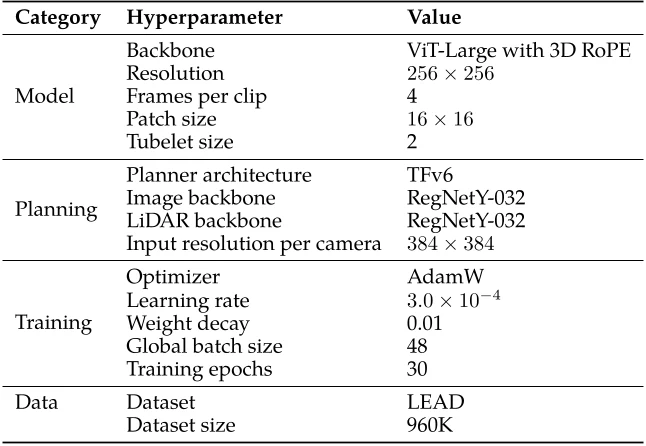 Category Hyperparameter Value
Model
Backbone ViT-Large with 3D RoPE
Resolution 256 × 256
Frames per clip 4
Patch size 16 × 16
Tubelet size 2
Planning
Planner architecture TFv6
Image backbone RegNetY-032
LiDAR backbone RegNetY-032
Input resolution per camera 384 × 384
Training
Optimizer AdamW
Learning rate 3.0 × 10⁻⁴
Weight decay 0.01
Global batch size 48
Training epochs 30
Data Dataset LEAD
Dataset size 960K